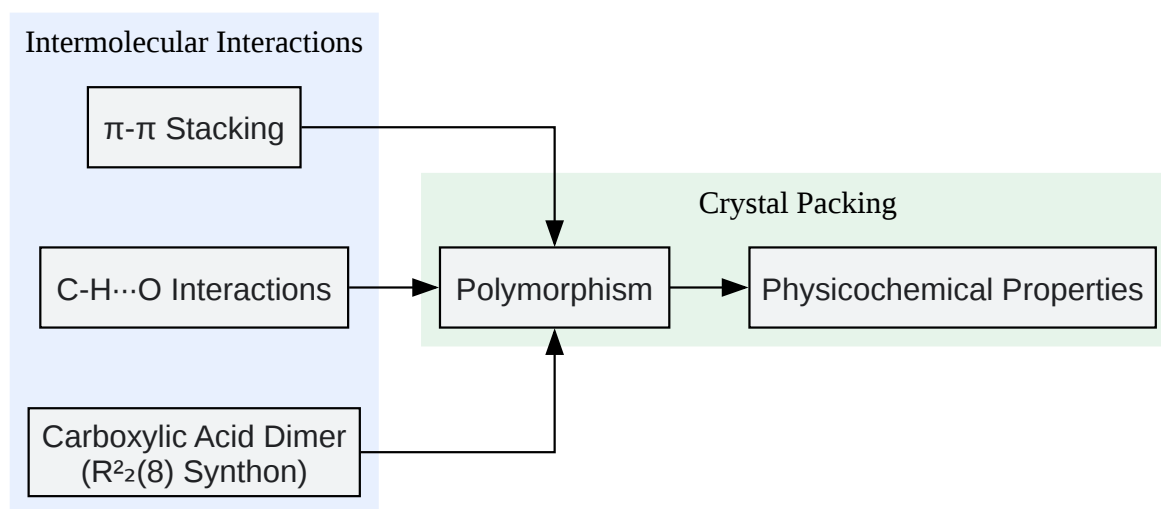 Intermolecular Interactions
π-π Stacking
Crystal Packing
C-H···O Interactions
Polymorphism
Physicochemical Properties
Carboxylic Acid Dimer
(R²₂(8) Synthon)